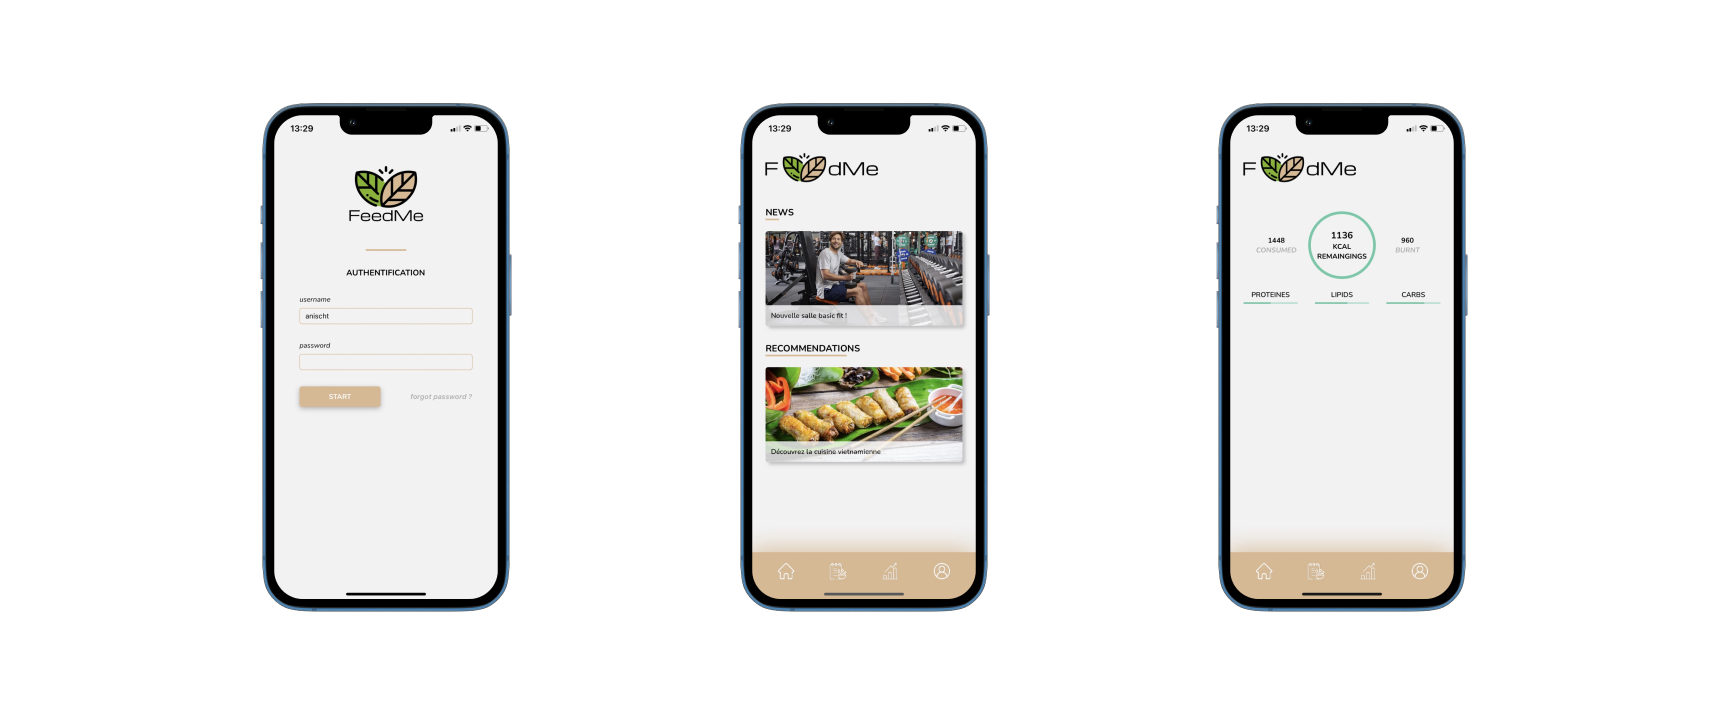 13:29
FeedMe
AUTHENTIFICATION
username
anischt
password
START
forgot password ?
13:29
F dMe
NEWS
Nouvelle salle basic fit !
RECOMMENDATIONS
Découvrez la cuisine vietnamienne
13:29
F dMe
1448
CONSUMED
1136
KCAL
REMAINGINGS
960
BURNT
PROTEINES
LIPIDS
CARBS